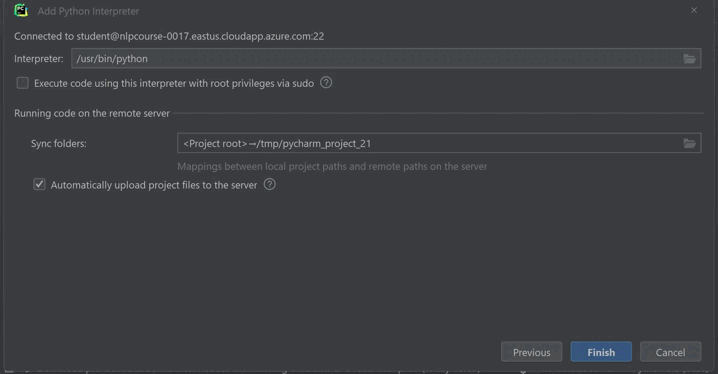 PC Add Python Interpreter
Connected to student@nlpcourse-0017.eastus.cloudapp.azure.com:22
Interpreter: /usr/bin/python
Execute code using this interpreter with root privileges via sudo ?
Running code on the remote server
Sync folders: <Project root>→/tmp/pycharm_project_21
Mappings between local project paths and remote paths on the server
Automatically upload project files to the server ?
Previous Finish Cancel